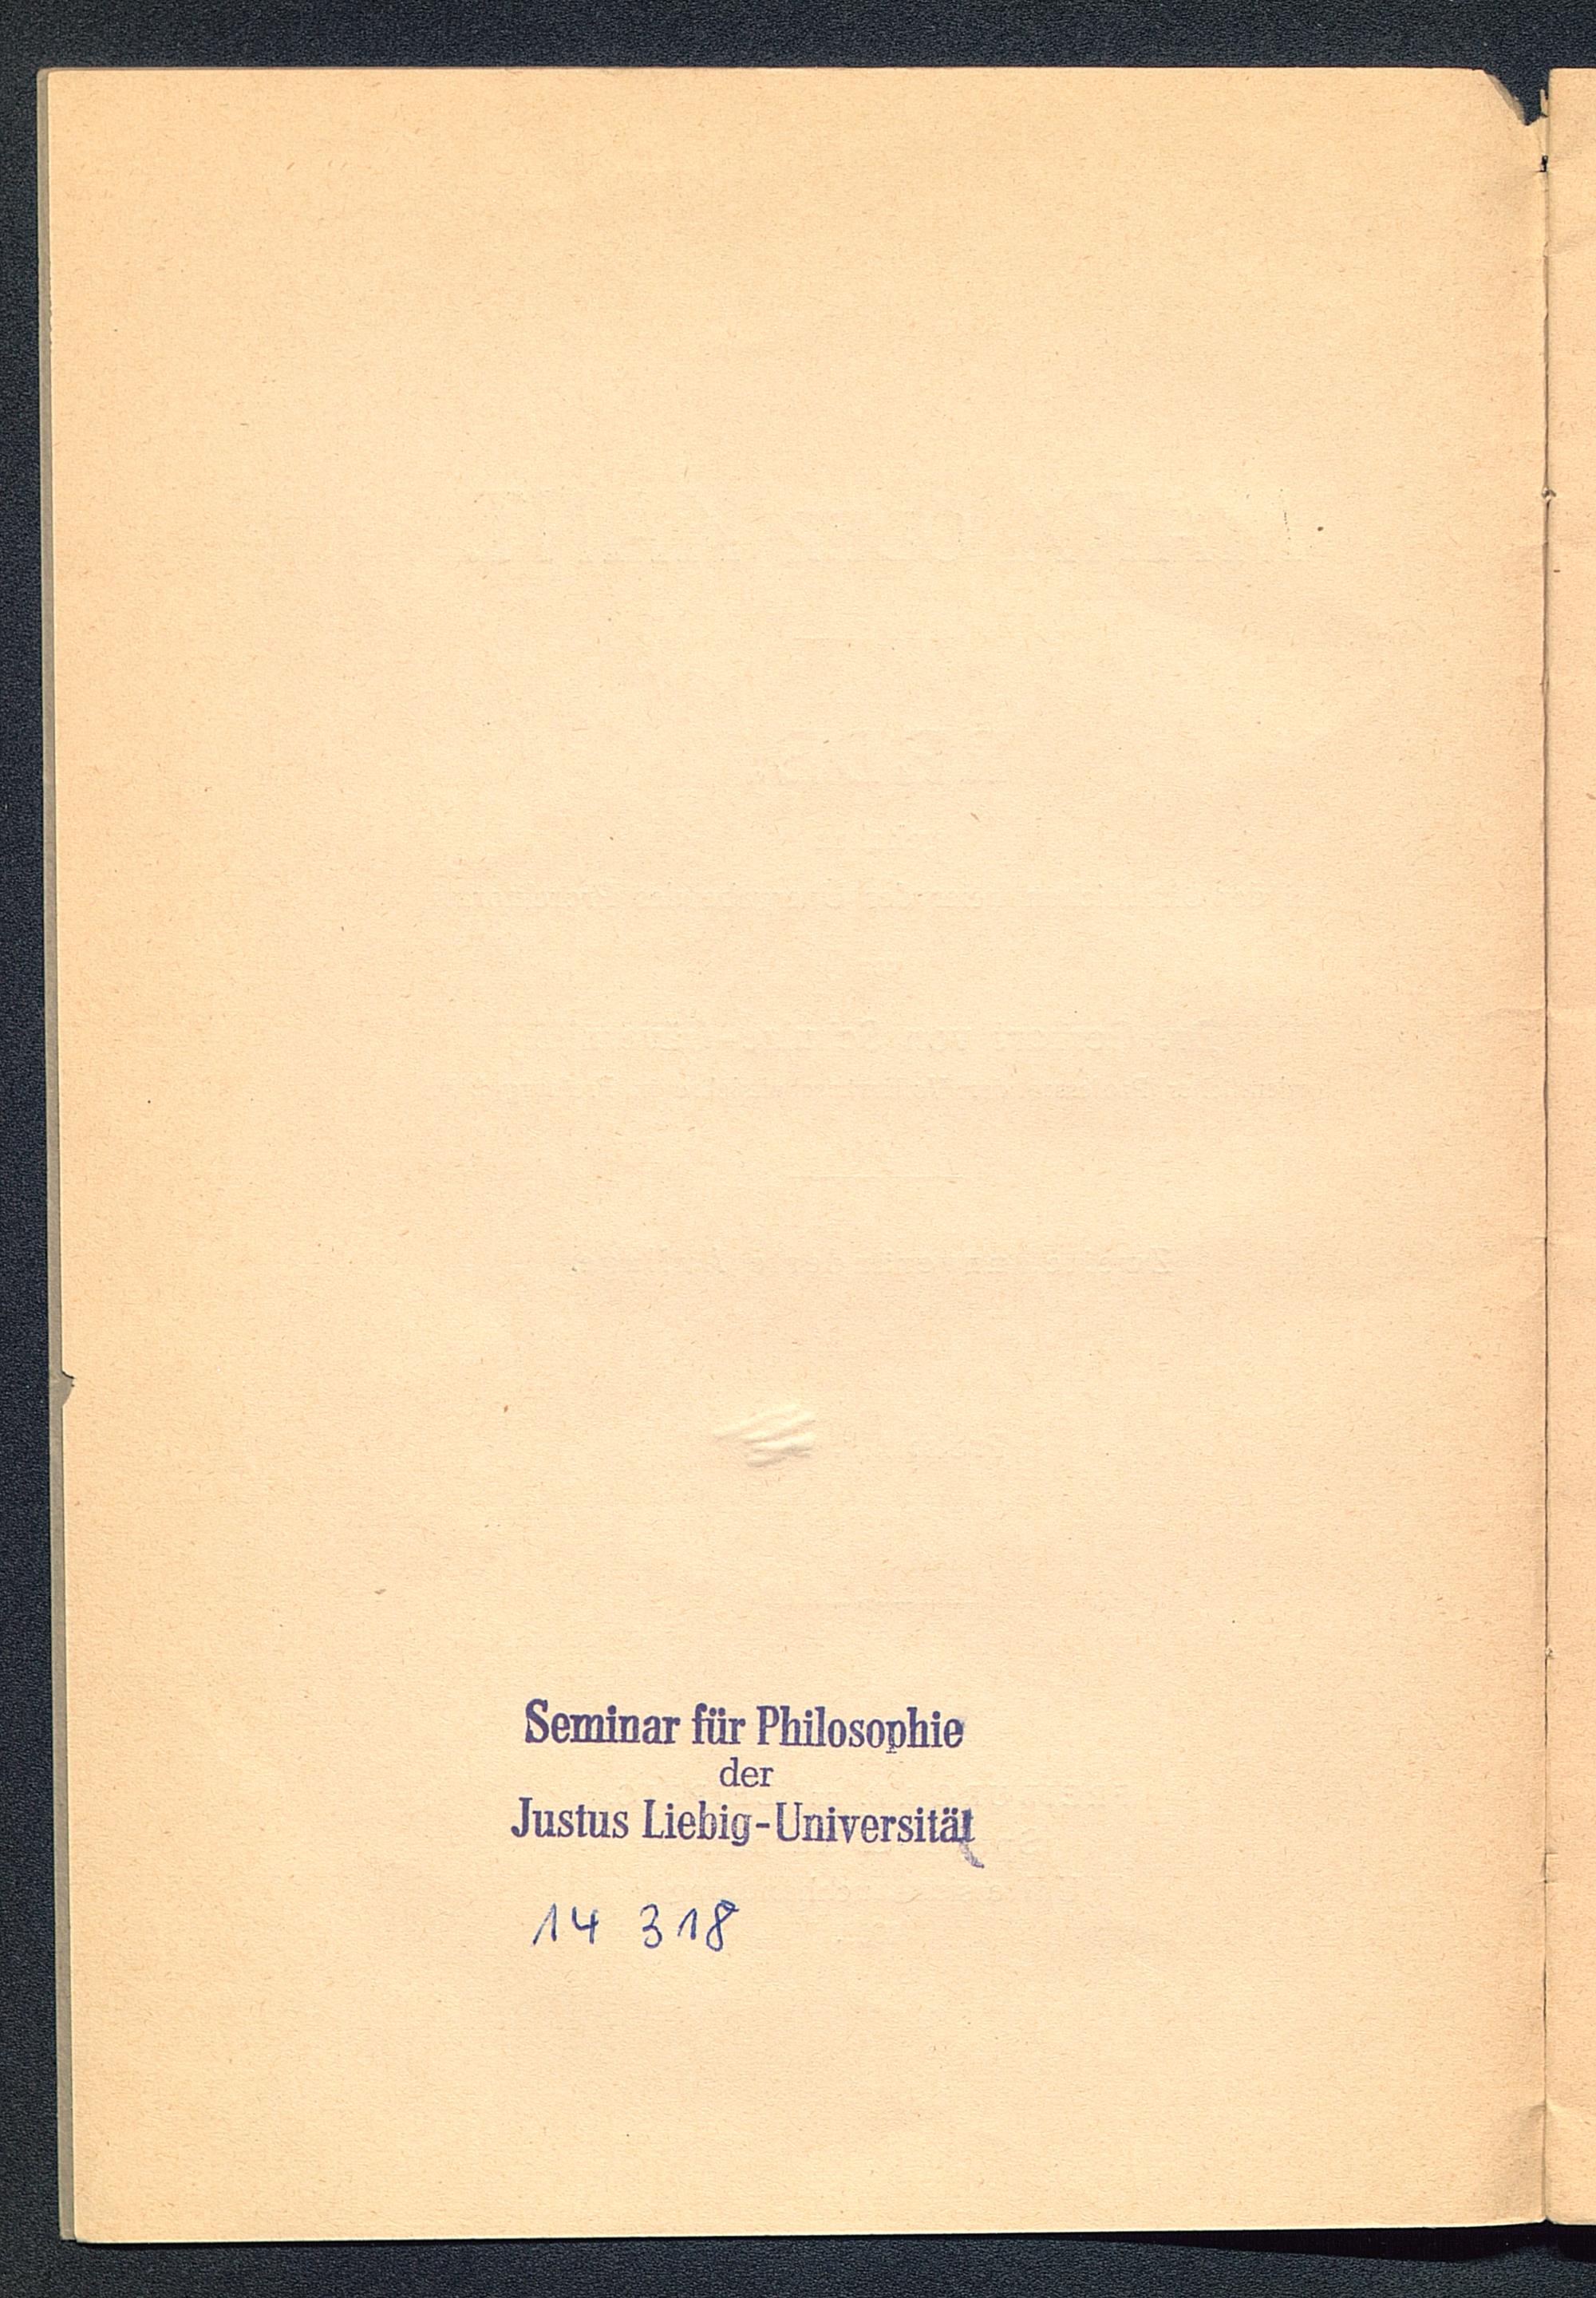 Seminar für Philosophie
der
Justus Liebig-Universität
14 318